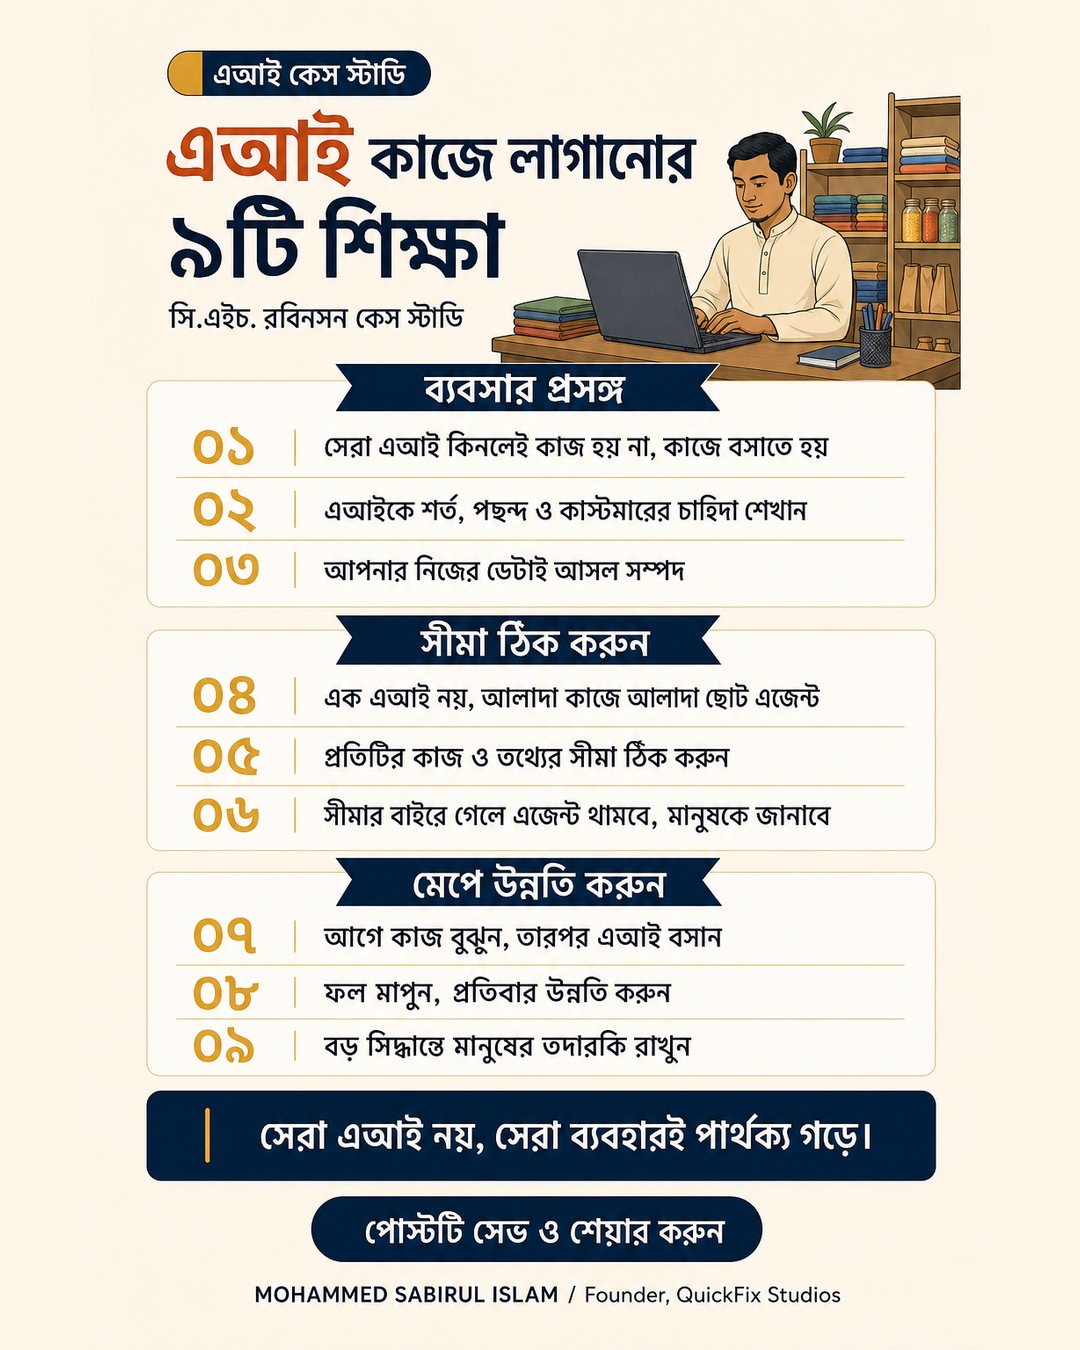 এআই কেস স্টাডি
এআই কাজে লাগানোর
৯টি শিক্ষা
সি.এইচ. রবিনসন কেস স্টাডি
ব্যবসার প্রসঙ্গ
০১ সেরা এআই কিনলেই কাজ হয় না, কাজে বসাতে হয়
০২ এআইকে শর্ত, পছন্দ ও কাস্টমারের চাহিদা শেখান
০৩ আপনার নিজের ডেটাই আসল সম্পদ
সীমা ঠিক করুন
০৪ এক এআই নয়, আলাদা কাজে আলাদা ছোট এজেন্ট
০৫ প্রতিটির কাজ ও তথ্যের সীমা ঠিক করুন
০৬ সীমার বাইরে গেলে এজেন্ট থামবে, মানুষকে জানাবে
মেপে উন্নতি করুন
০৭ আগে কাজ বুঝুন, তারপর এআই বসান
০৮ ফল মাপুন, প্রতিবার উন্নতি করুন
০৯ বড় সিদ্ধান্তে মানুষের তদারকি রাখুন
সেরা এআই নয়, সেরা ব্যবহারই পার্থক্য গড়ে।
পোস্টটি সেভ ও শেয়ার করুন
MOHAMMED SABIRUL ISLAM / Founder, QuickFix Studios